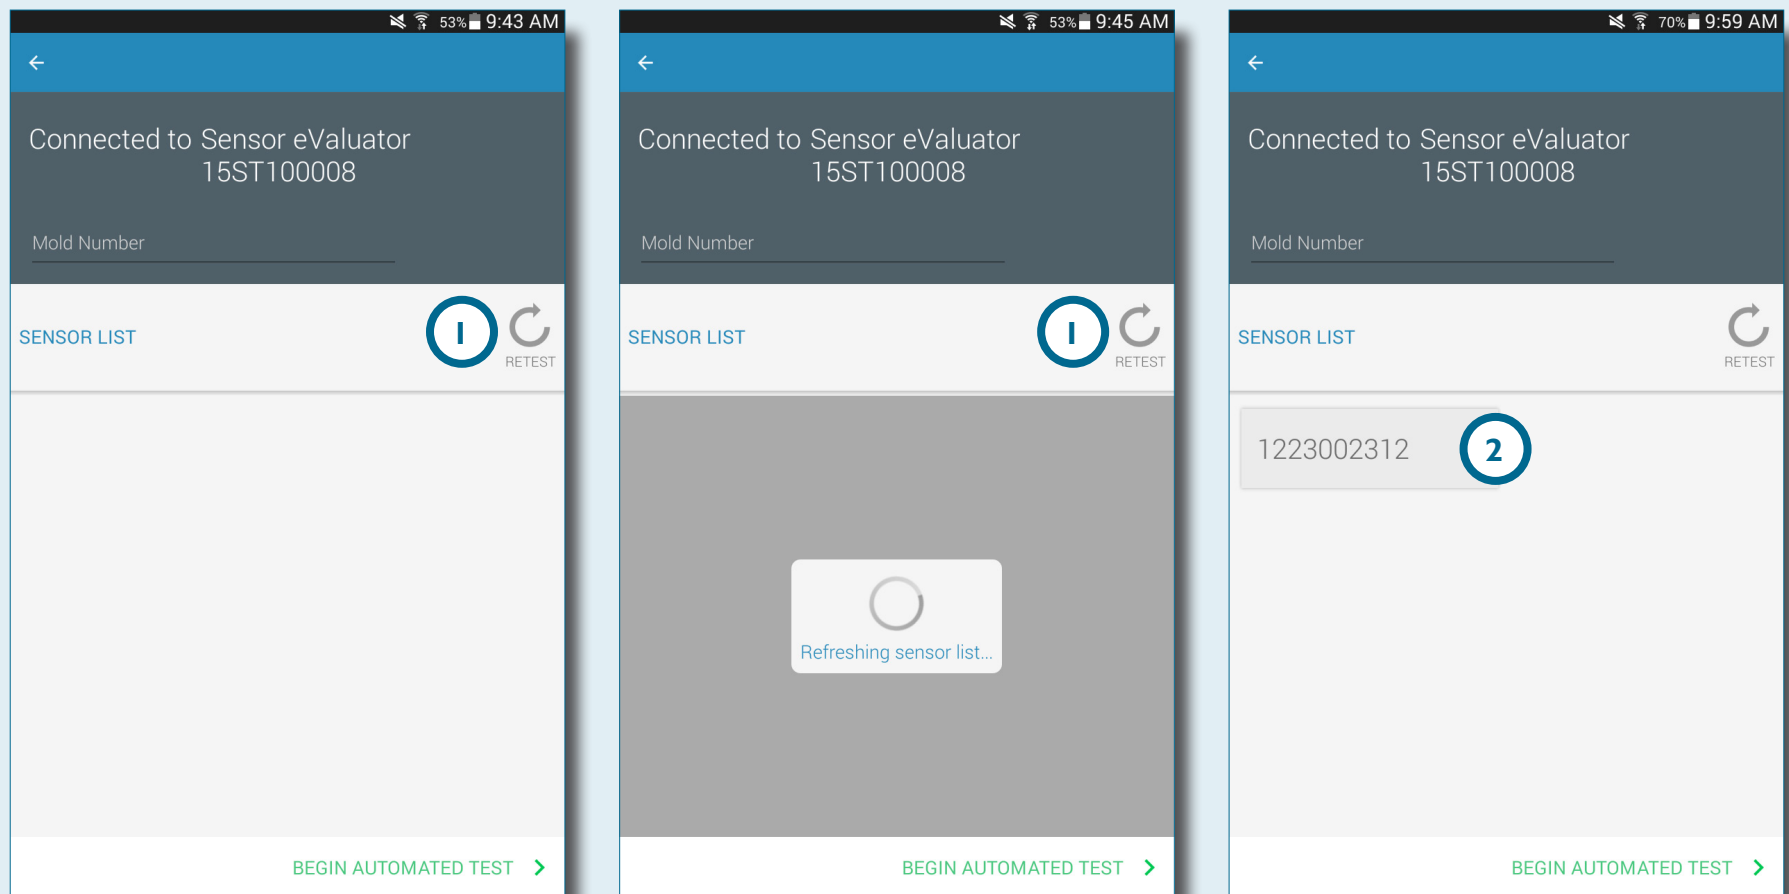 53% 9:43 AM
Connected to Sensor eValuator
15ST100008
Mold Number
SENSOR LIST
1
RETEST
BEGIN AUTOMATED TEST
53% 9:45 AM
Connected to Sensor eValuator
15ST100008
Mold Number
SENSOR LIST
1
RETEST
Refreshing sensor list...
BEGIN AUTOMATED TEST
70% 9:59 AM
Connected to Sensor eValuator
15ST100008
Mold Number
SENSOR LIST
RETEST
1223002312
2
BEGIN AUTOMATED TEST